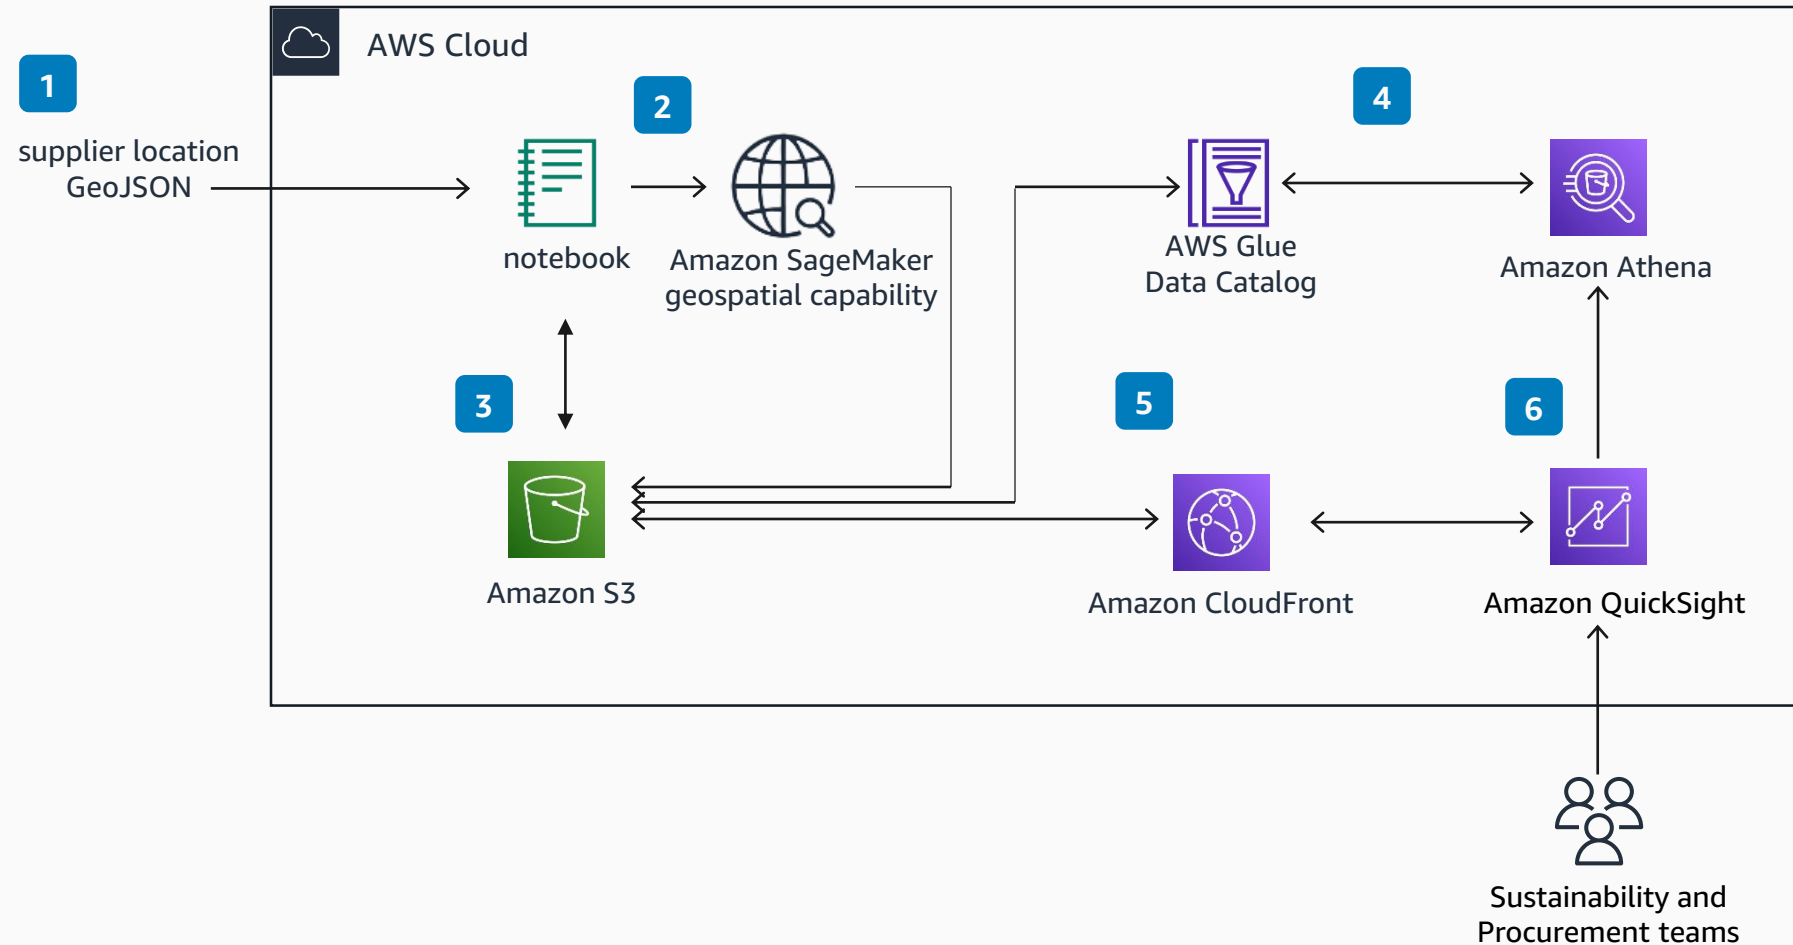 AWS Cloud
1
supplier location
GeoJSON
2
4
notebook
Amazon SageMaker
geospatial capability
AWS Glue
Data Catalog
Amazon Athena
3
5
6
Amazon S3
Amazon CloudFront
Amazon QuickSight
Sustainability and
Procurement teams